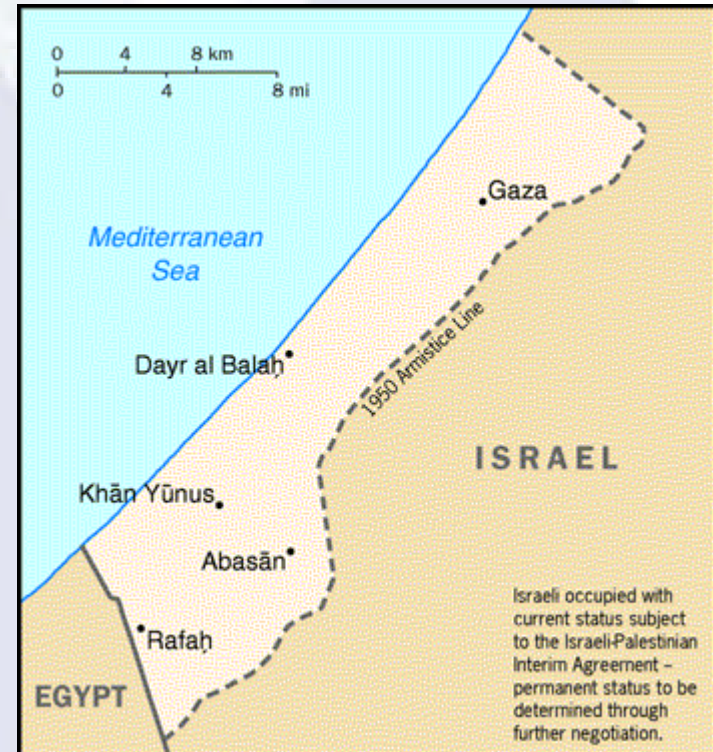 0 4 8 km
0 4 8 mi
Gaza
Mediterranean
Sea
Dayr al Balaḥ
1950 Armistice Line
ISRAEL
Khān Yūnus
Abasān
Rafaḥ
EGYPT
Israeli occupied with
current status subject
to the Israeli-Palestinian
Interim Agreement –
permanent status to be
determined through
further negotiation.